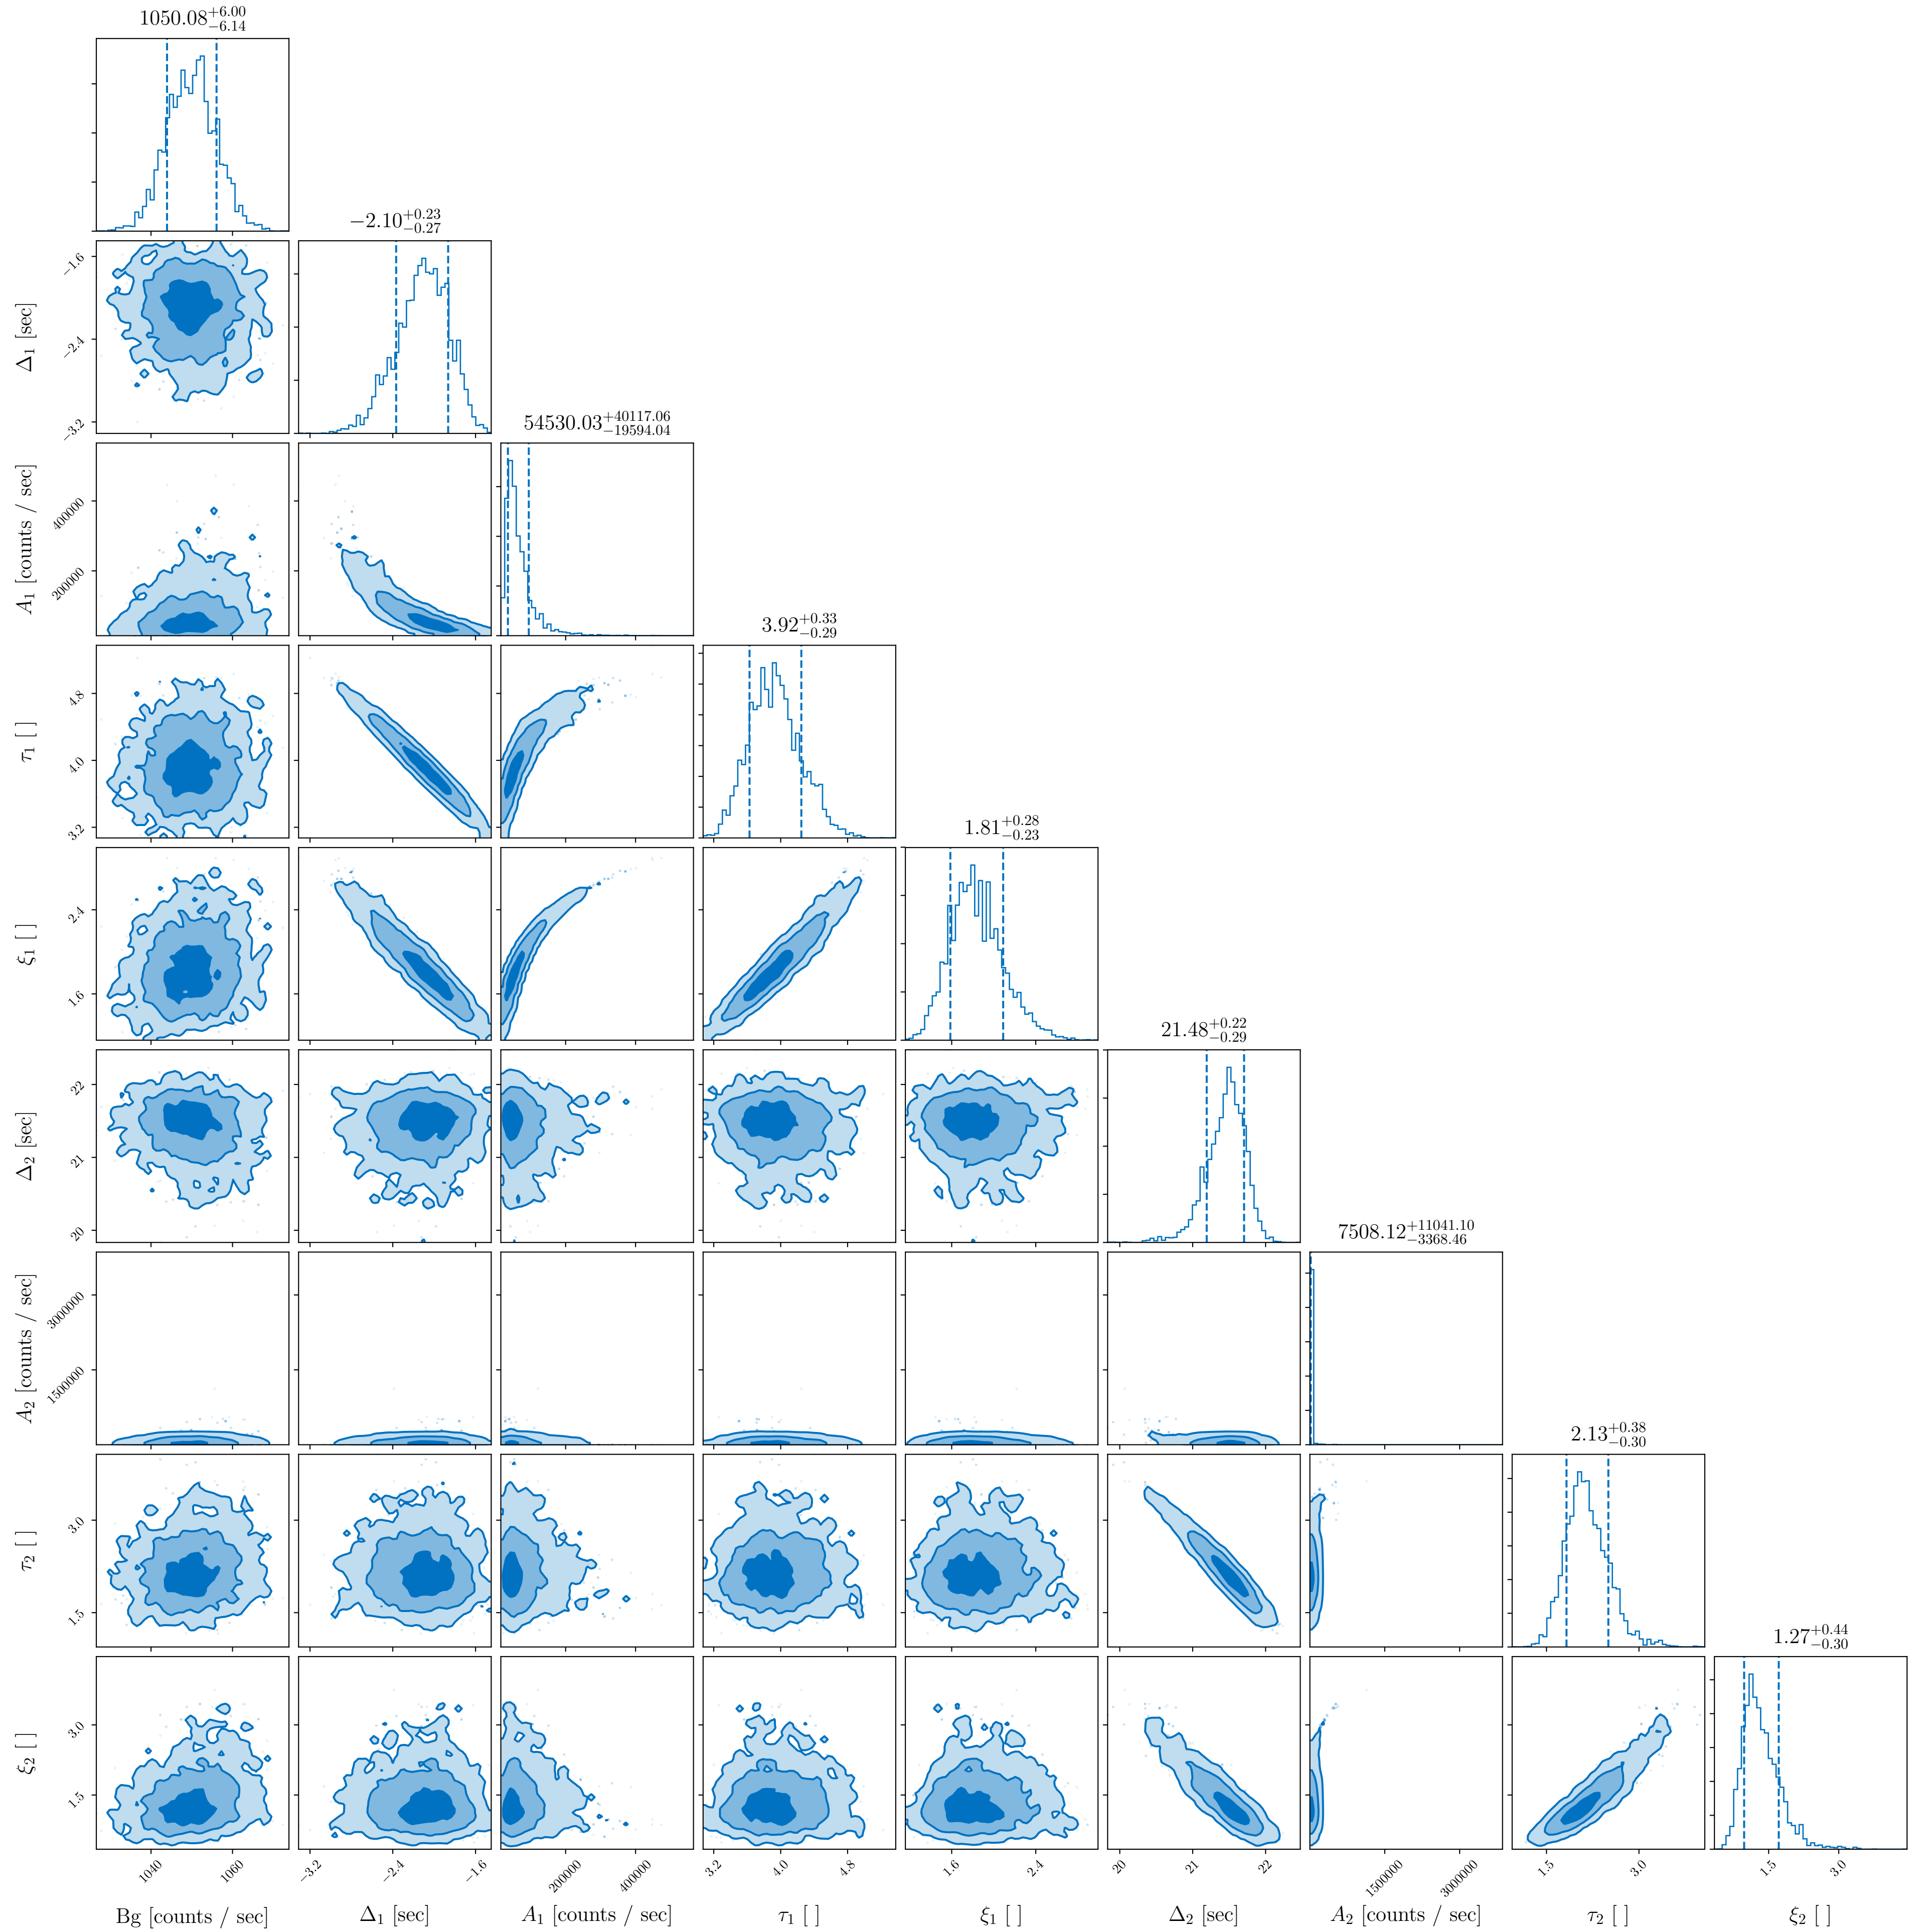 1050.08+6.00−6.14
−2.10+0.23−0.27
Δ1 [sec]
−1.6
−2.4
−3.2
54530.03+40117.06−19594.04
A1 [counts / sec]
400000
200000
3.92+0.33−0.29
τ1 [ ]
4.8
4.0
3.2
1.81+0.28−0.23
ξ1 [ ]
2.4
1.6
21.48+0.22−0.29
Δ2 [sec]
22
21
20
7508.12+11041.10−3368.46
A2 [counts / sec]
3000000
1500000
2.13+0.38−0.30
τ2 [ ]
3.0
1.5
1.27+0.44−0.30
ξ2 [ ]
3.0
1.5
1040 1060 −3.2 −2.4 −1.6 200000 400000 3.2 4.0 4.8 1.6 2.4 20 21 22 1500000 3000000 1.5 3.0 1.5 3.0
Bg [counts / sec] Δ1 [sec] A1 [counts / sec] τ1 [ ] ξ1 [ ] Δ2 [sec] A2 [counts / sec] τ2 [ ] ξ2 [ ]